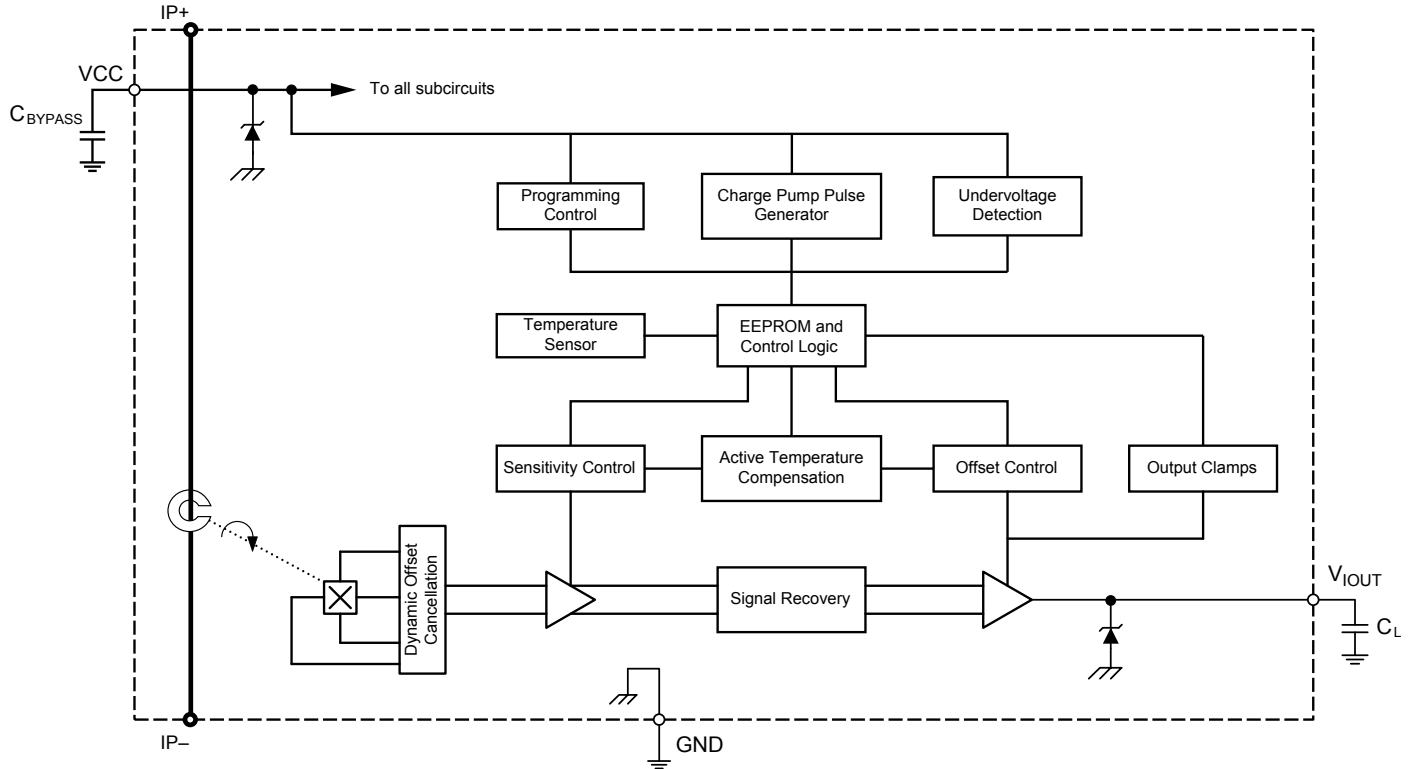 IP+
VCC
To all subcircuits
CBYPASS
Programming
Control
Charge Pump Pulse
Generator
Undervoltage
Detection
Temperature
Sensor
EEPROM and
Control Logic
Sensitivity Control
Active Temperature
Compensation
Offset Control
Output Clamps
Dynamic Offset
Cancellation
Signal Recovery
VIOUT
CL
GND
IP–